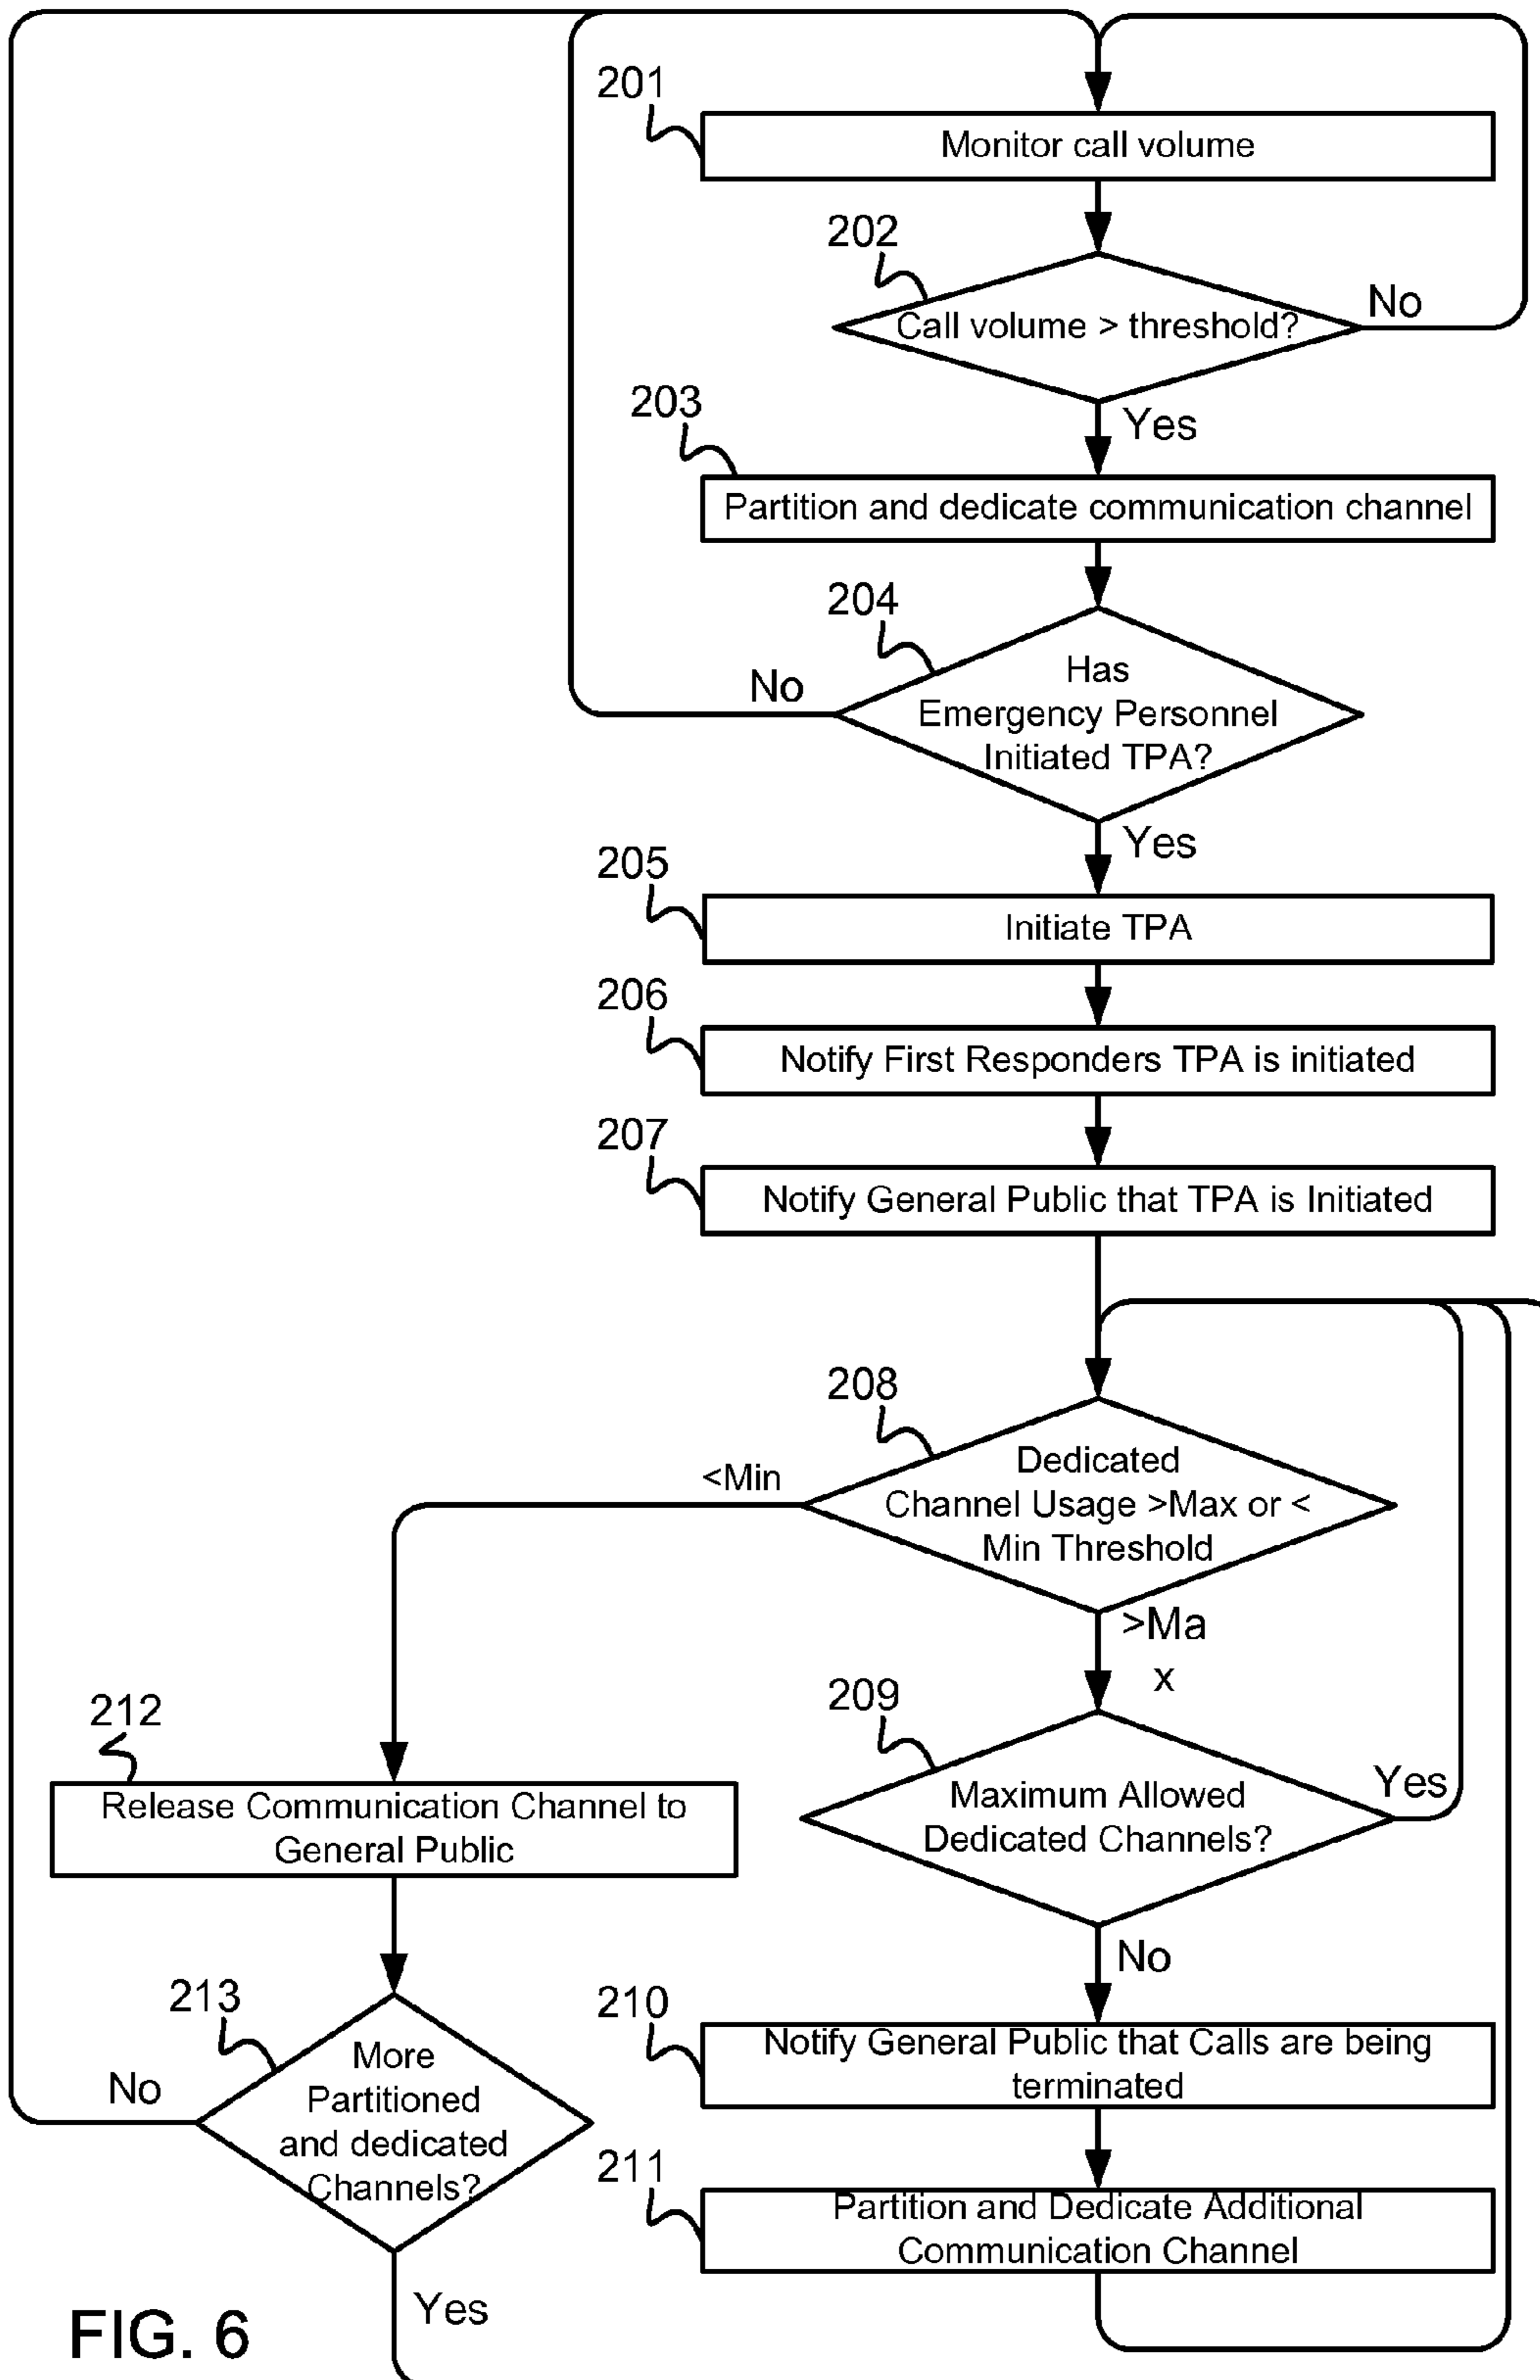 201
Monitor call volume
202
Call volume > threshold?
No
Yes
203
Partition and dedicate communication channel
204
Has
Emergency Personnel
Initiated TPA?
No
Yes
205
Initiate TPA
206
Notify First Responders TPA is initiated
207
Notify General Public that TPA is Initiated
208
Dedicated
Channel Usage >Max or <
Min Threshold
<Min
>Ma
x
209
Maximum Allowed
Dedicated Channels?
Yes
No
212
Release Communication Channel to
General Public
213
More
Partitioned
and dedicated
Channels?
No
Yes
210
Notify General Public that Calls are being
terminated
211
Partition and Dedicate Additional
Communication Channel
FIG. 6